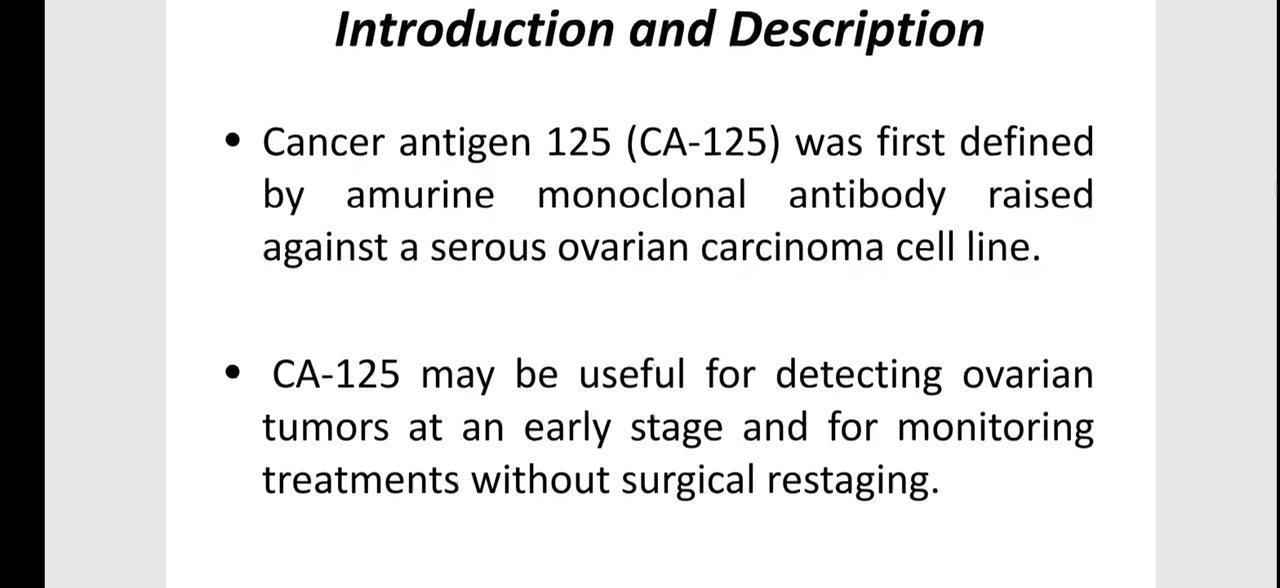 Introduction and Description
• Cancer antigen 125 (CA-125) was first defined
by amurine monoclonal antibody raised
against a serous ovarian carcinoma cell line.
• CA-125 may be useful for detecting ovarian
tumors at an early stage and for monitoring
treatments without surgical restaging.